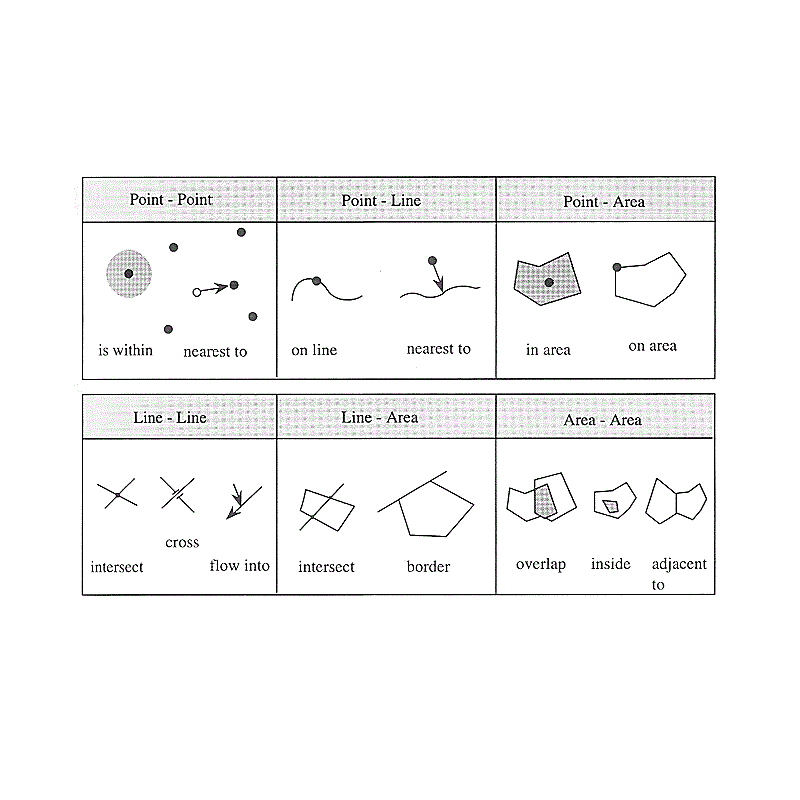 Point - Point
Point - Line
Point - Area
is within
nearest to
on line
nearest to
in area
on area
Line - Line
Line - Area
Area - Area
cross
intersect
flow into
intersect
border
overlap
inside
adjacent
to